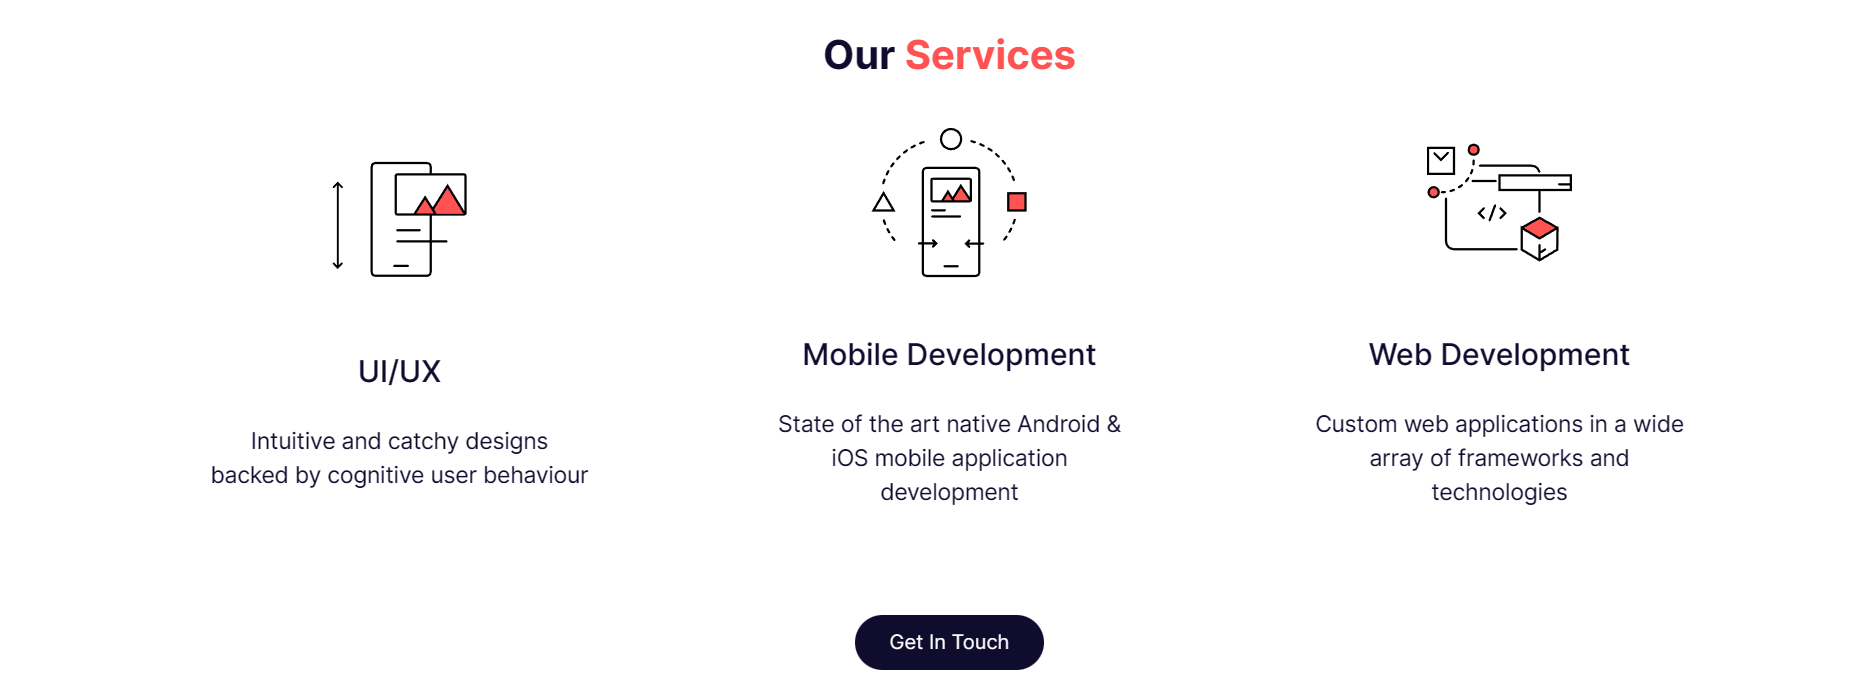 Our Services
UI/UX
Intuitive and catchy designs
backed by cognitive user behaviour
Mobile Development
State of the art native Android &
iOS mobile application
development
Web Development
Custom web applications in a wide
array of frameworks and
technologies
Get In Touch